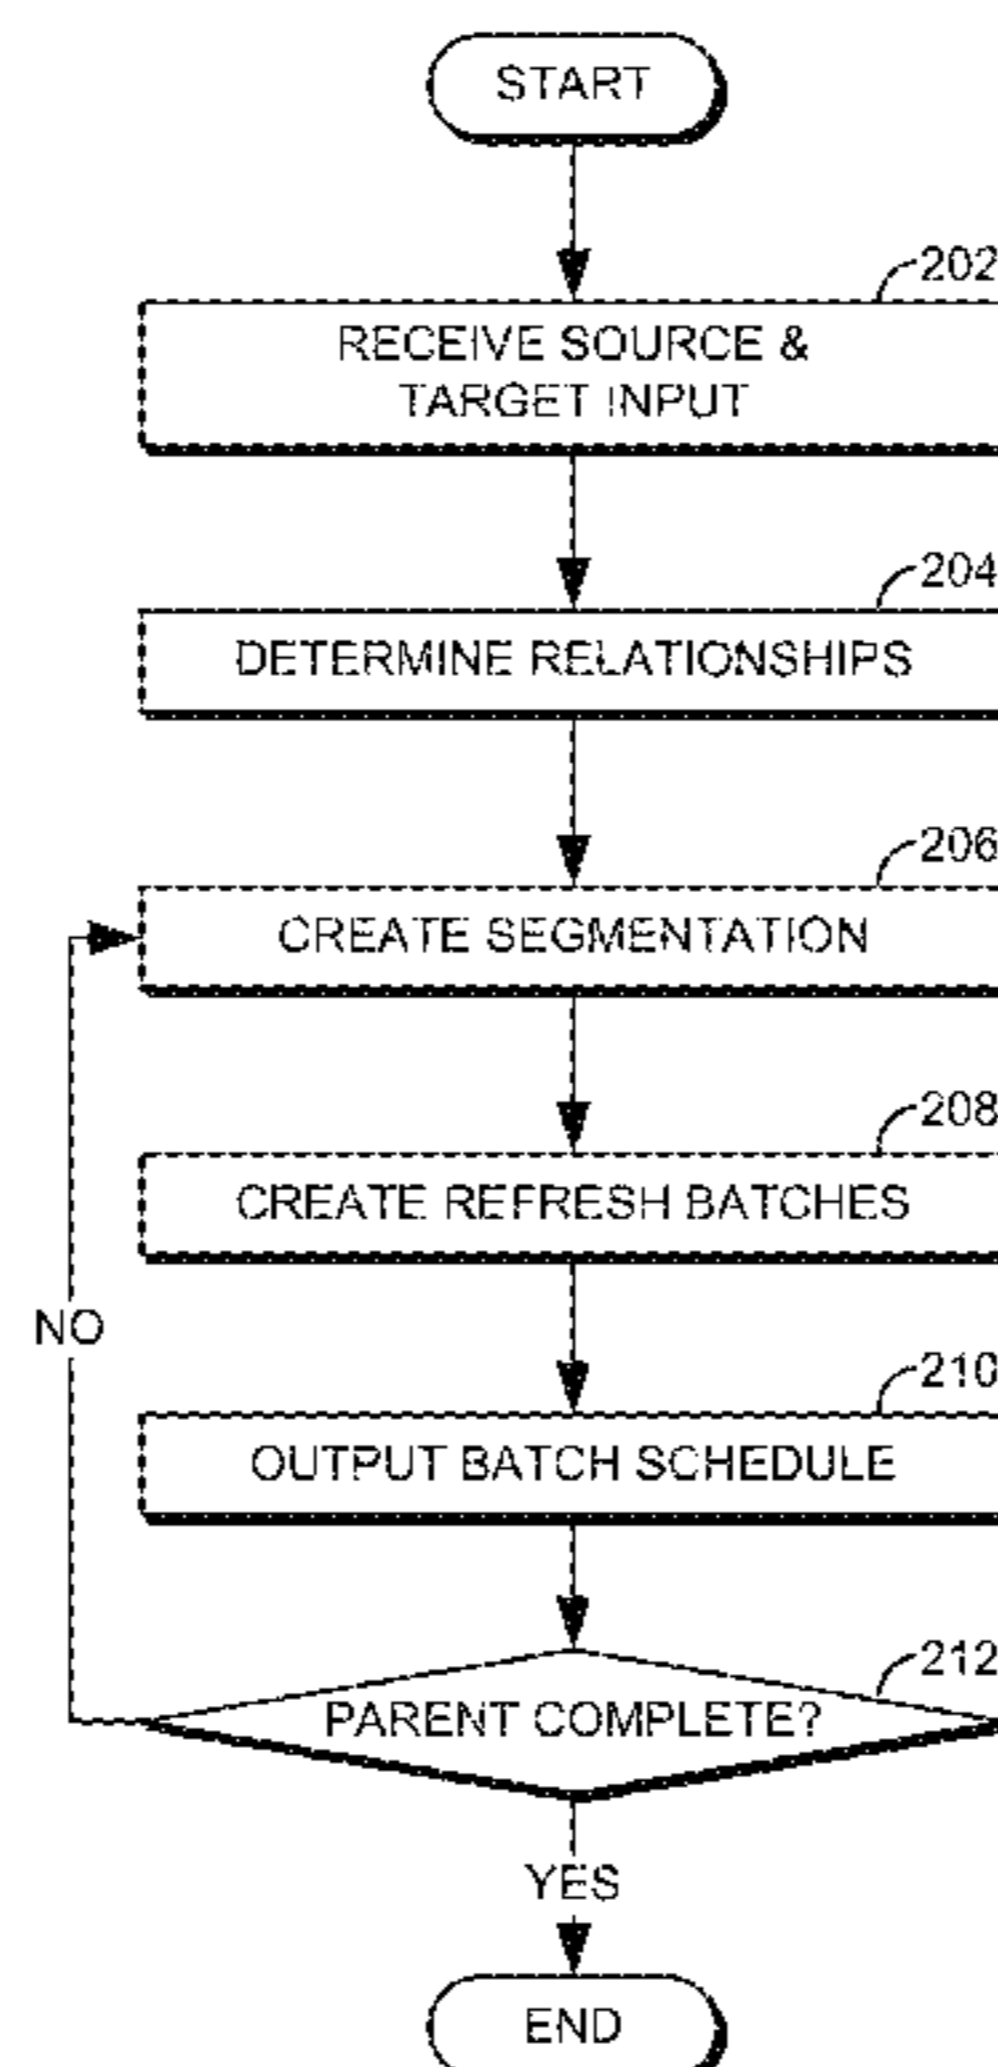 START
202
RECEIVE SOURCE &
TARGET INPUT
204
DETERMINE RELATIONSHIPS
206
CREATE SEGMENTATION
208
CREATE REFRESH BATCHES
NO
210
OUTPUT BATCH SCHEDULE
212
PARENT COMPLETE?
YES
END